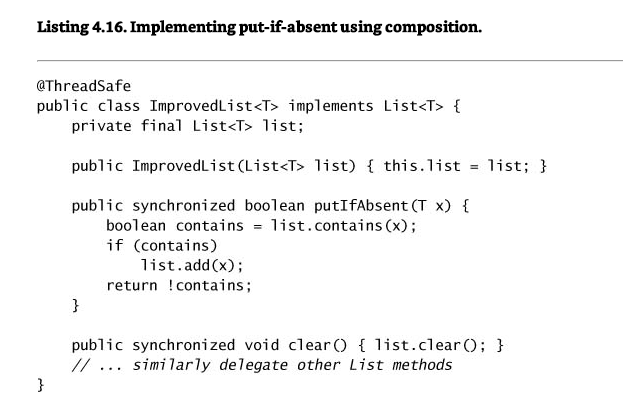 Listing 4.16. Implementing put-if-absent using composition.
@ThreadSafe
public class ImprovedList<T> implements List<T> {
    private final List<T> list;
    public ImprovedList(List<T> list) { this.list = list; }
    public synchronized boolean putIfAbsent(T x) {
        boolean contains = list.contains(x);
        if (contains)
            list.add(x);
        return !contains;
    }
    public synchronized void clear() { list.clear(); }
    // ... similarly delegate other List methods
}